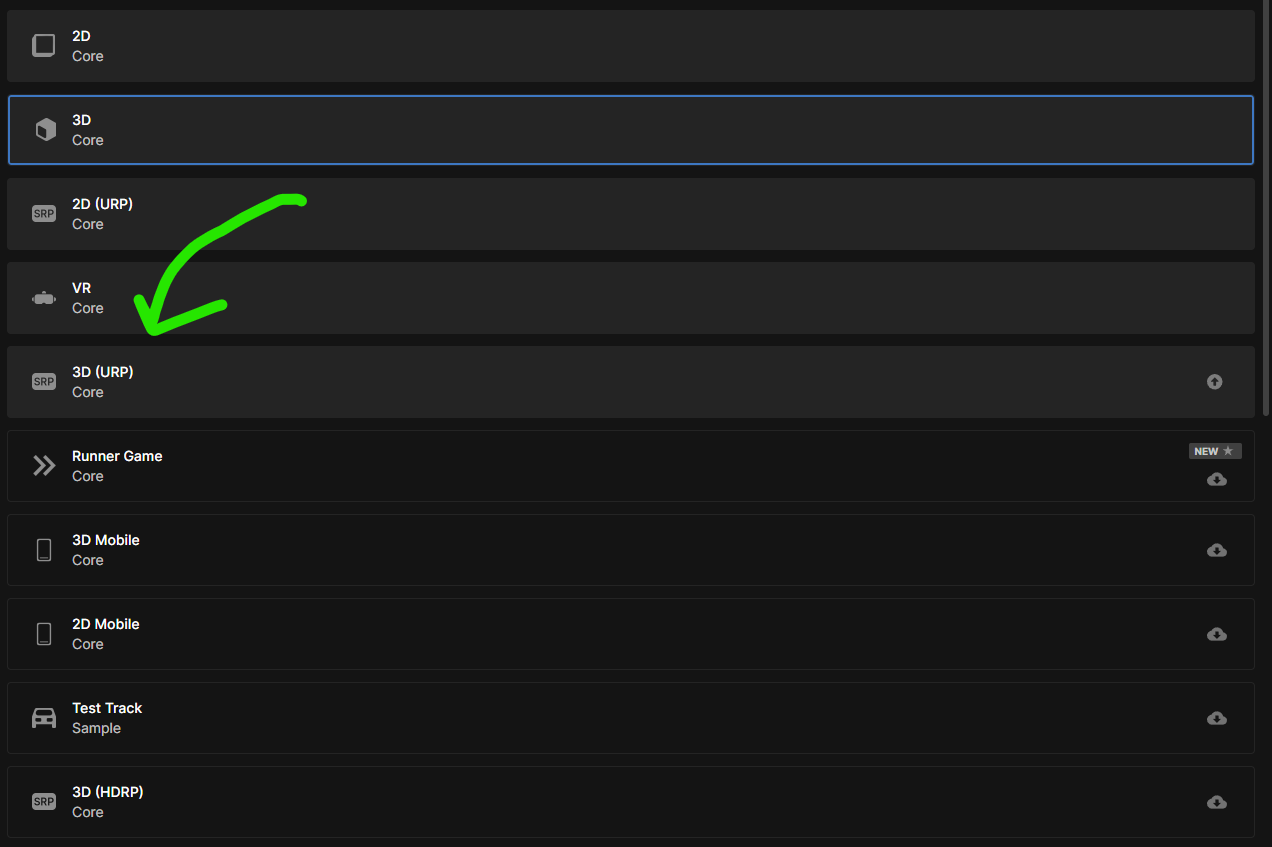 2D
Core
3D
Core
SRP
2D (URP)
Core
VR
Core
SRP
3D (URP)
Core
Runner Game
Core
NEW
3D Mobile
Core
2D Mobile
Core
Test Track
Sample
SRP
3D (HDRP)
Core